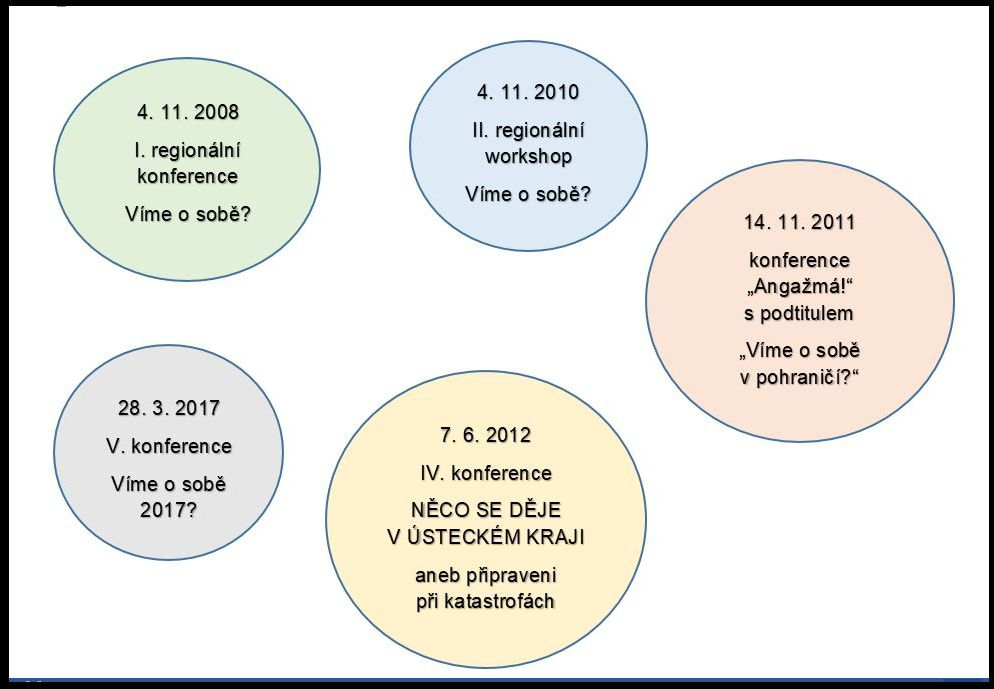 4. 11. 2008
I. regionální
konference
Víme o sobě?
4. 11. 2010
II. regionální
workshop
Víme o sobě?
14. 11. 2011
konference
„Angažmá!“
s podtitulem
„Víme o sobě
v pohraničí?“
28. 3. 2017
V. konference
Víme o sobě
2017?
7. 6. 2012
IV. konference
NĚCO SE DĚJE
V ÚSTECKÉM KRAJI
aneb připraveni
při katastrofách